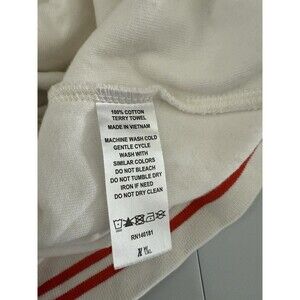 100% COTTON
TERRY TOWEL
MADE IN VIETNAM
MACHINE WASH COLD
GENTLE CYCLE
WASH WITH
SIMILAR COLORS
DO NOT BLEACH
DO NOT TUMBLE DRY
IRON IF NEED
DO NOT DRY CLEAN
RN140181